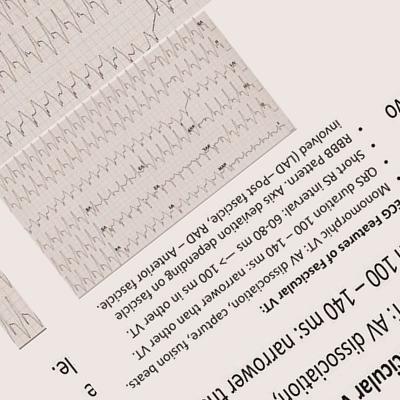 ECG Features of Fascicular VT:
Monomorphic VT: AV dissociation, capture, fusion beats.
QRS duration 100 – 140 ms: narrower than other VT.
• Short RS interval: 60-80 ms —> 100 ms in other VT.
• RBBB Pattern Axis deviation depending on fascicle
involved (LAD –Post fascicle, RAD – Anterior fascicle.
cular
T: AV dissociation,
100 – 140 ms: narrower th
le.